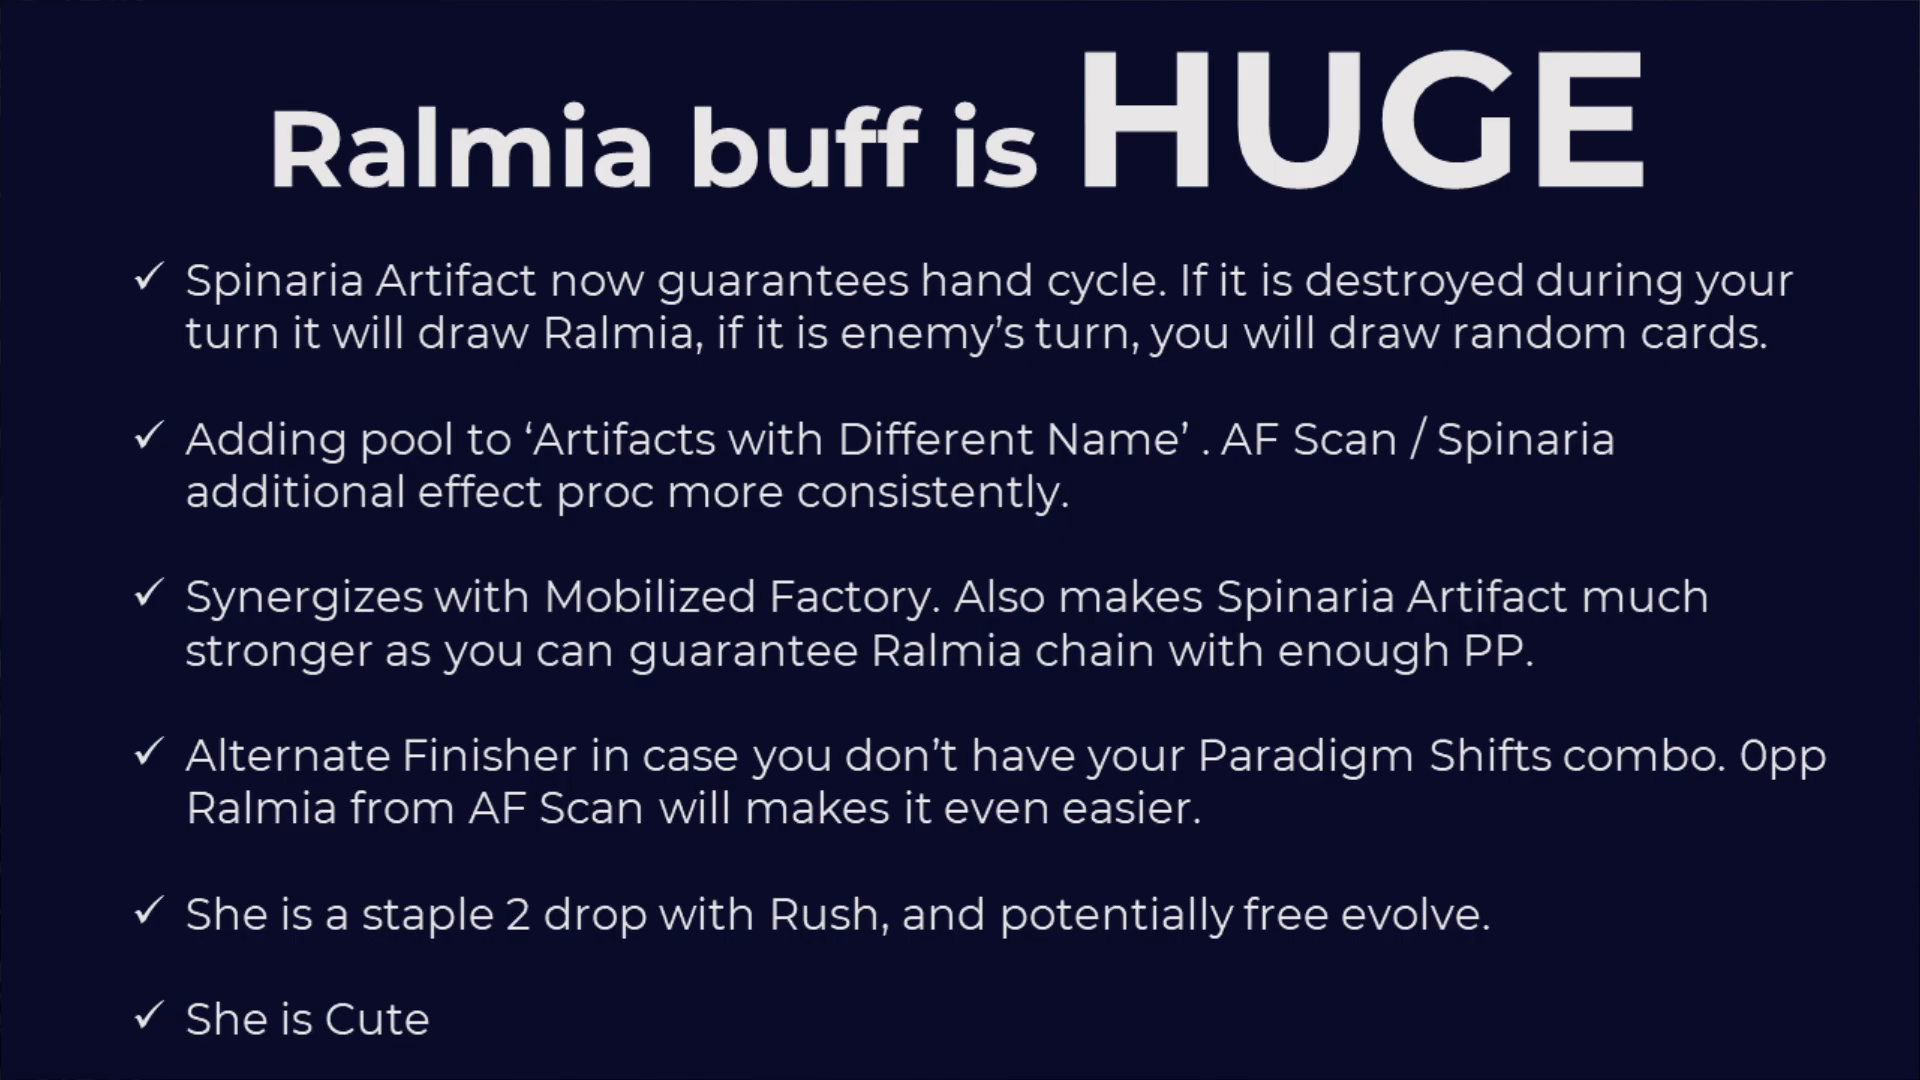 Ralmia buff is HUGE
✓ Spinaria Artifact now guarantees hand cycle. If it is destroyed during your
turn it will draw Ralmia, if it is enemy’s turn, you will draw random cards.
✓ Adding pool to ‘Artifacts with Different Name’ . AF Scan / Spinaria
additional effect proc more consistently.
✓ Synergizes with Mobilized Factory. Also makes Spinaria Artifact much
stronger as you can guarantee Ralmia chain with enough PP.
✓ Alternate Finisher in case you don’t have your Paradigm Shifts combo. 0pp
Ralmia from AF Scan will makes it even easier.
✓ She is a staple 2 drop with Rush, and potentially free evolve.
✓ She is Cute